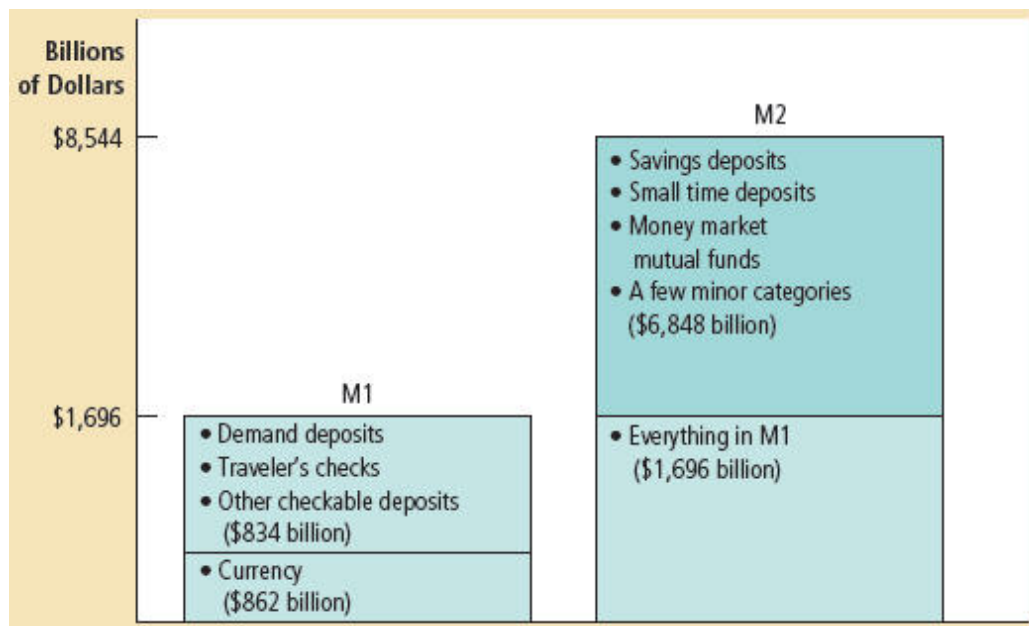 Billions
of Dollars
$8,544
$1,696
M1
• Demand deposits
• Traveler's checks
• Other checkable deposits
($834 billion)
• Currency
($862 billion)
M2
• Savings deposits
• Small time deposits
• Money market
mutual funds
• A few minor categories
($6,848 billion)
• Everything in M1
($1,696 billion)